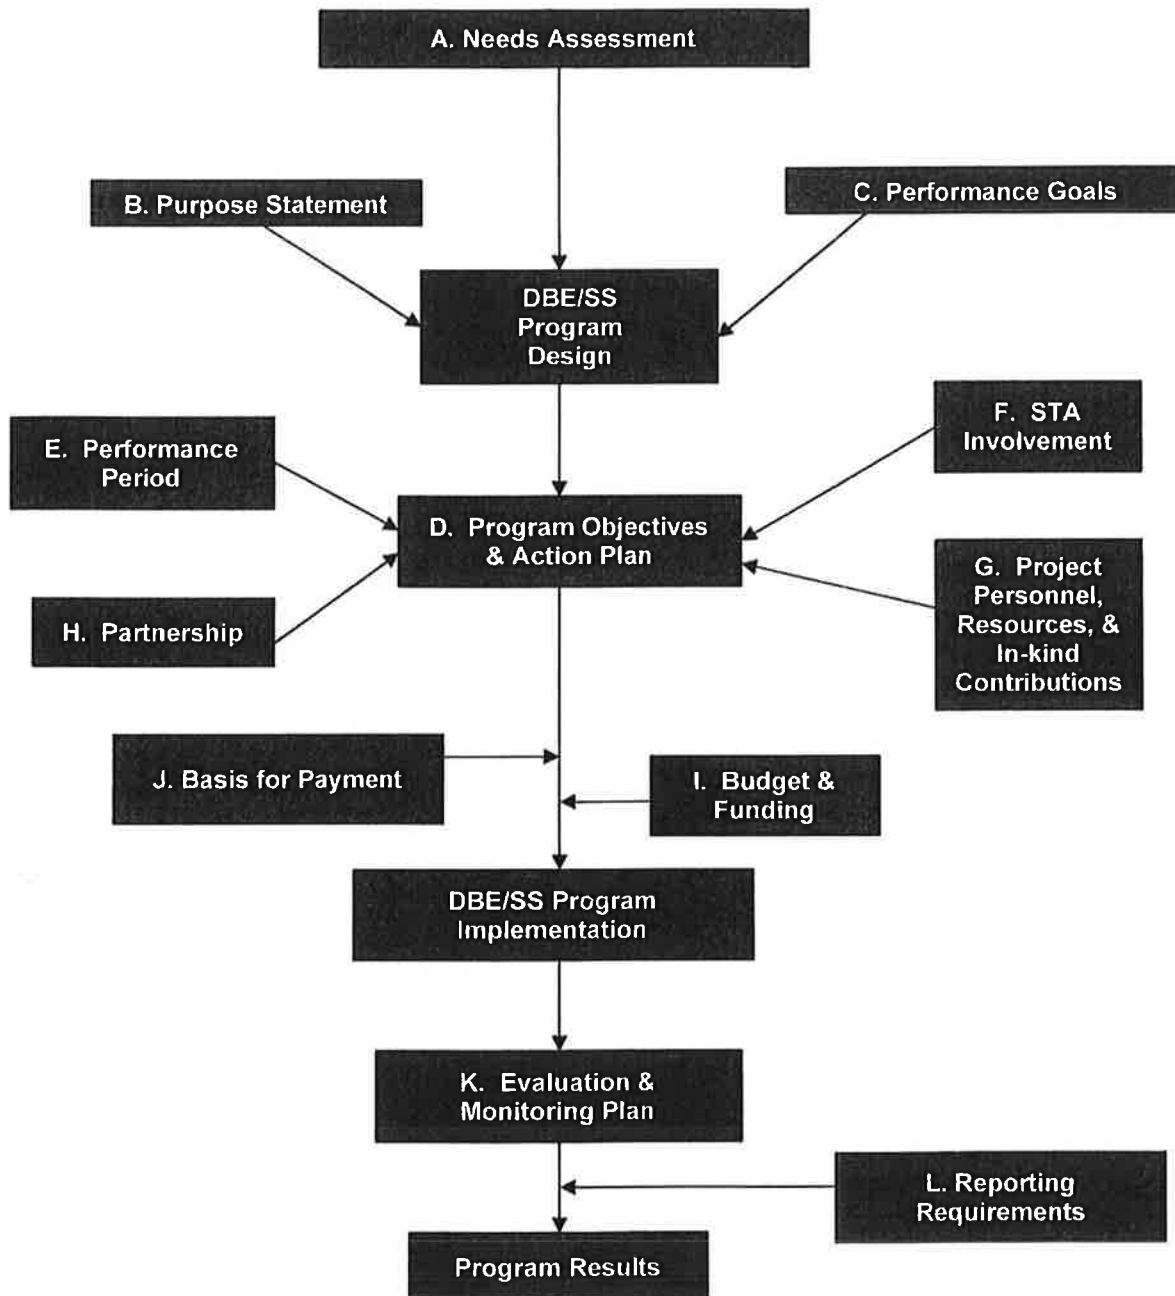 A. Needs Assessment
B. Purpose Statement
C. Performance Goals
DBE/SS
Program
Design
E. Performance
Period
F. STA
Involvement
D. Program Objectives
& Action Plan
H. Partnership
G. Project
Personnel,
Resources, &
In-kind
Contributions
J. Basis for Payment
I. Budget &
Funding
DBE/SS Program
Implementation
K. Evaluation &
Monitoring Plan
L. Reporting
Requirements
Program Results